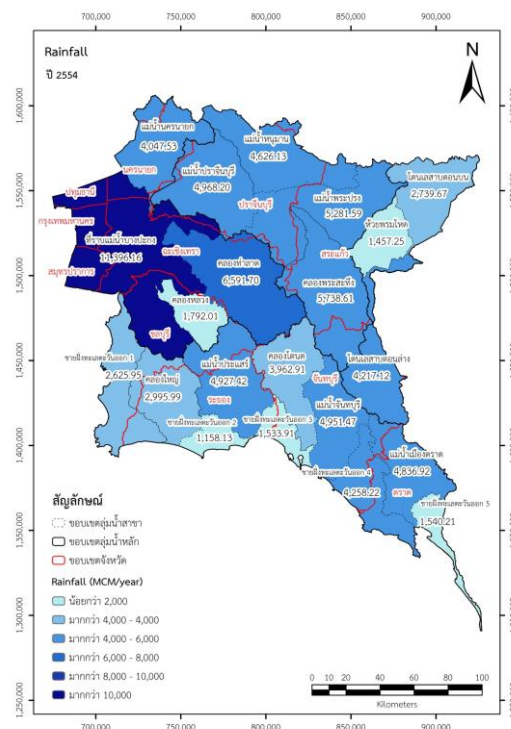 700,000 750,000 800,000 850,000 900,000
Rainfall
ปี 2554
N
1,600,000
1,550,000
1,500,000
1,450,000
1,400,000
1,350,000
1,300,000
1,250,000
แม่น้ำนครนายก
4,047.53
แม่น้ำหนุมาน
4,626.13
นครนายก
แม่น้ำปราจีนบุรี
4,968.20
ปราจีนบุรี
โตนเลสาบตอนบน
2,739.67
แม่น้ำพระปรง
5,281.59
ห้วยพรมโหด
1,457.25
ปทุมธานี
กรุงเทพมหานคร
ที่ราบแม่น้ำบางปะกง
11,396.16
ฉะเชิงเทรา
สระแก้ว
สมุทรปราการ
คลองท่าลาด
6,591.70
คลองพระสะทึง
5,738.61
คลองหลวง
1,792.01
ชลบุรี
ชายฝั่งทะเลตะวันออก 1
2,625.95
คลองใหญ่
2,995.99
แม่น้ำประแสร์
4,927.42
ระยอง
คลองโตนด
3,962.91
จันทบุรี
โตนเลสาบตอนล่าง
4,217.12
แม่น้ำจันทบุรี
4,951.47
ชายฝั่งทะเลตะวันออก 2
1,158.13
ชายฝั่งทะเลตะวันออก 3
1,533.91
ชายฝั่งทะเลตะวันออก 4
4,258.22
แม่น้ำเมืองตราด
4,836.92
ตราด
ชายฝั่งทะเลตะวันออก 5
1,540.21
สัญลักษณ์
ขอบเขตลุ่มน้ำสาขา
ขอบเขตลุ่มน้ำหลัก
ขอบเขตจังหวัด
Rainfall (MCM/year)
น้อยกว่า 2,000
มากกว่า 4,000 - 4,000
มากกว่า 4,000 - 6,000
มากกว่า 6,000 - 8,000
มากกว่า 8,000 - 10,000
มากกว่า 10,000
0 10 20 40 60 80 100
Kilometers
700,000 750,000 800,000 850,000 900,000